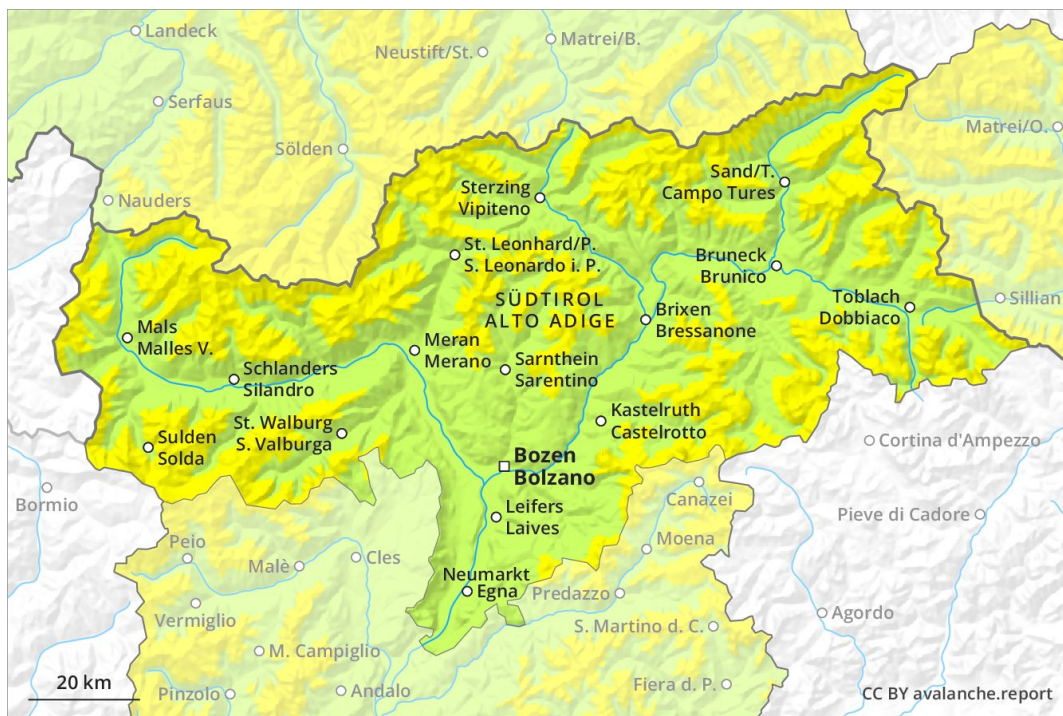 Landeck
Neustift/St.
Matrei/B.
Serfaus
Sölden
Matrei/O.
Nauders
Sterzing
Vipiteno
Sand/T.
Campo Tures
St. Leonhard/P.
S. Leonardo i. P.
Bruneck
Brunico
SÜDTIROL
ALTO ADIGE
Toblach
Dobbiaco
Sillian
Mals
Malles V.
Meran
Merano
Brixen
Bressanone
Schlanders
Silandro
Sarnthein
Sarentino
St. Walburg
S. Valburga
Kastelruth
Castelrotto
Sulden
Solda
Cortina d'Ampezzo
Bozen
Bolzano
Bormio
Canazei
Leifers
Laives
Pieve di Cadore
Peio
Malè
Cles
Moena
Neumarkt
Egna
Predazzo
Vermiglio
Agordo
S. Martino d. C.
M. Campiglio
20 km
Pinzolo
Andalo
Fiera d. P.
CC BY avalanche.report